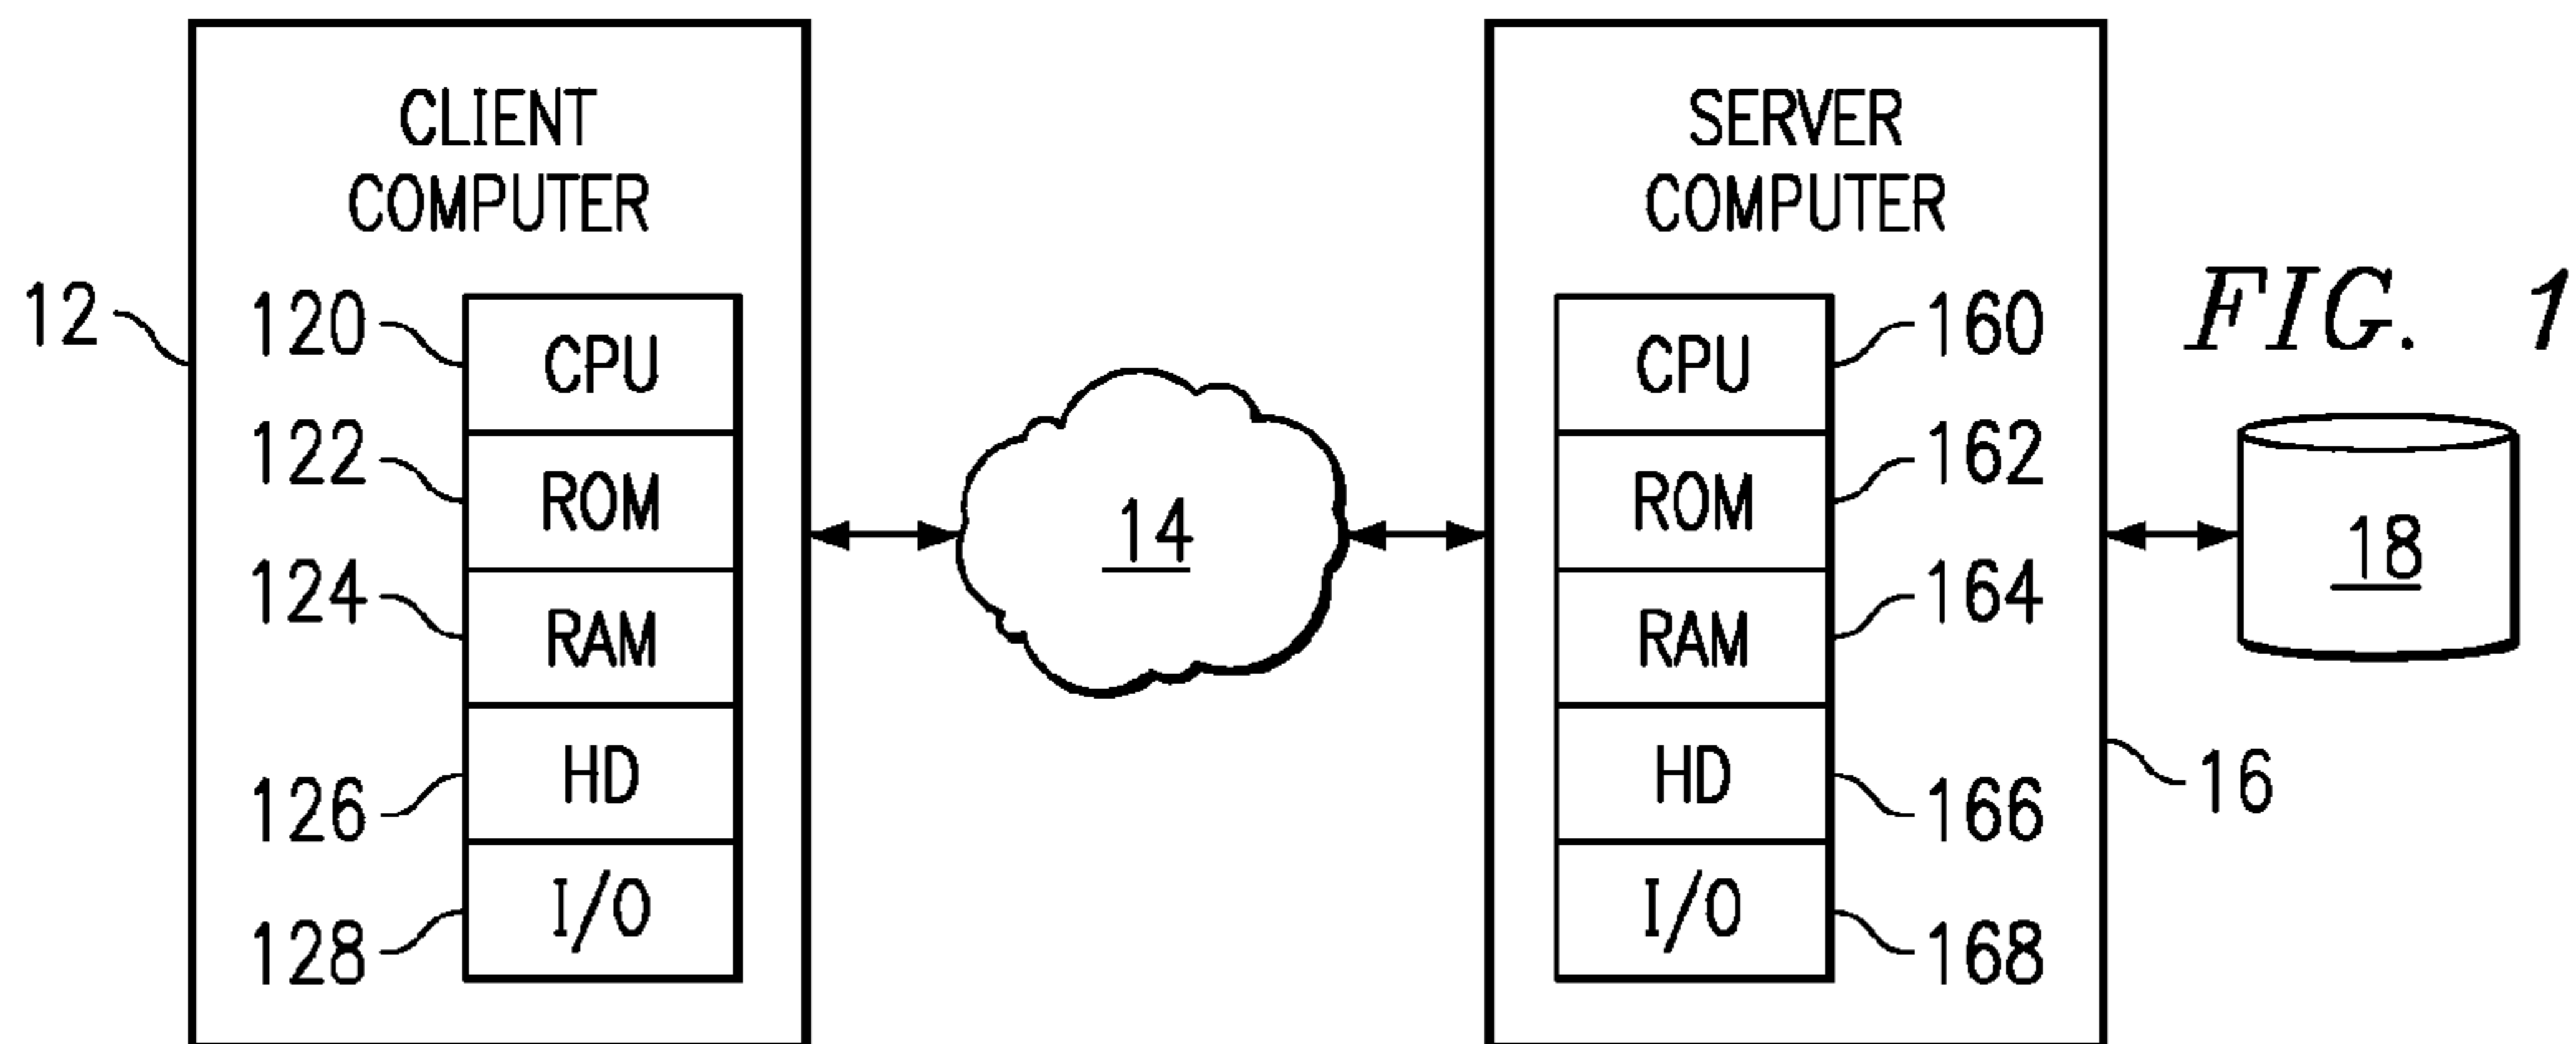 CLIENT
COMPUTER
12
120
CPU
122
ROM
124
RAM
126
HD
128
I/O
14
SERVER
COMPUTER
CPU
160
ROM
162
RAM
164
HD
166
I/O
168
16
18
FIG. 1